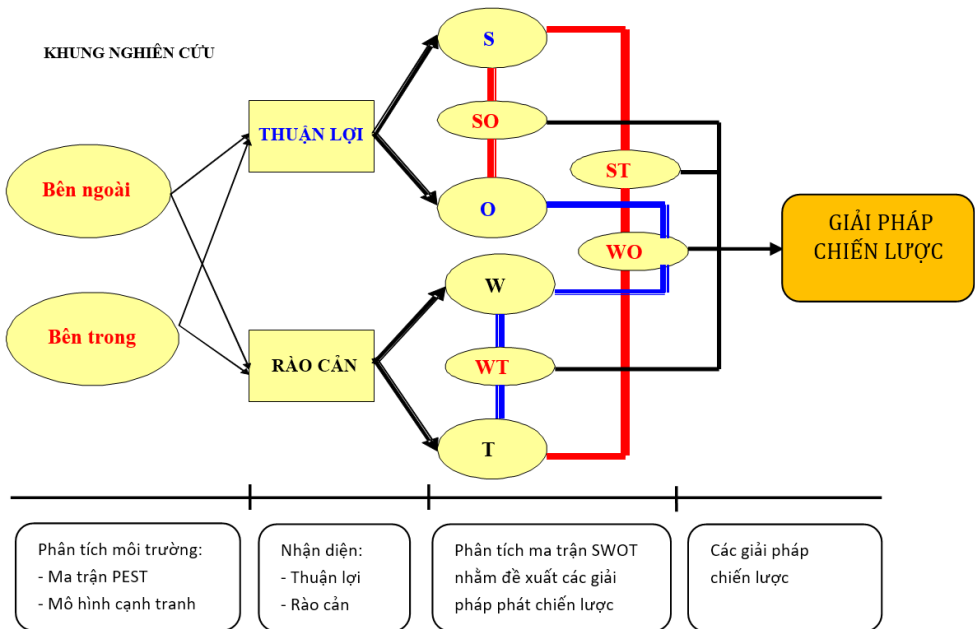 KHUNG NGHIÊN CỨU
Bên ngoài
Bên trong
THUẬN LỢI
RÀO CẢN
S
SO
O
W
WT
T
ST
WO
GIẢI PHÁP
CHIẾN LƯỢC
Phân tích môi trường:
- Ma trận PEST
- Mô hình cạnh tranh
Nhận diện:
- Thuận lợi
- Rào cản
Phân tích ma trận SWOT
nhằm đề xuất các giải
pháp phát chiến lược
Các giải pháp
chiến lược